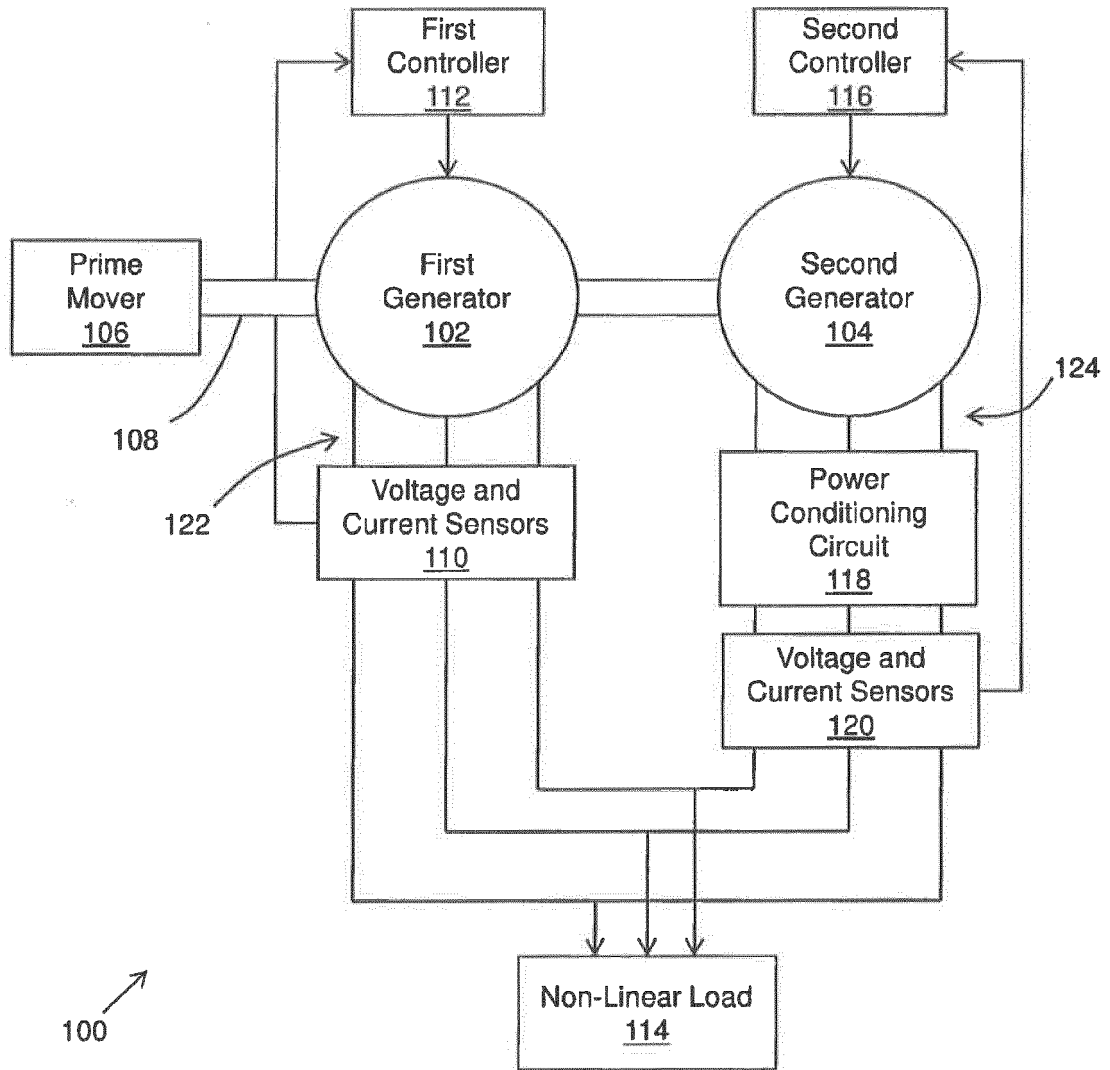 First
Controller
112
Second
Controller
116
Prime
Mover
106
First
Generator
102
Second
Generator
104
108
122
124
Voltage and
Current Sensors
110
Power
Conditioning
Circuit
118
Voltage and
Current Sensors
120
Non-Linear Load
114
100